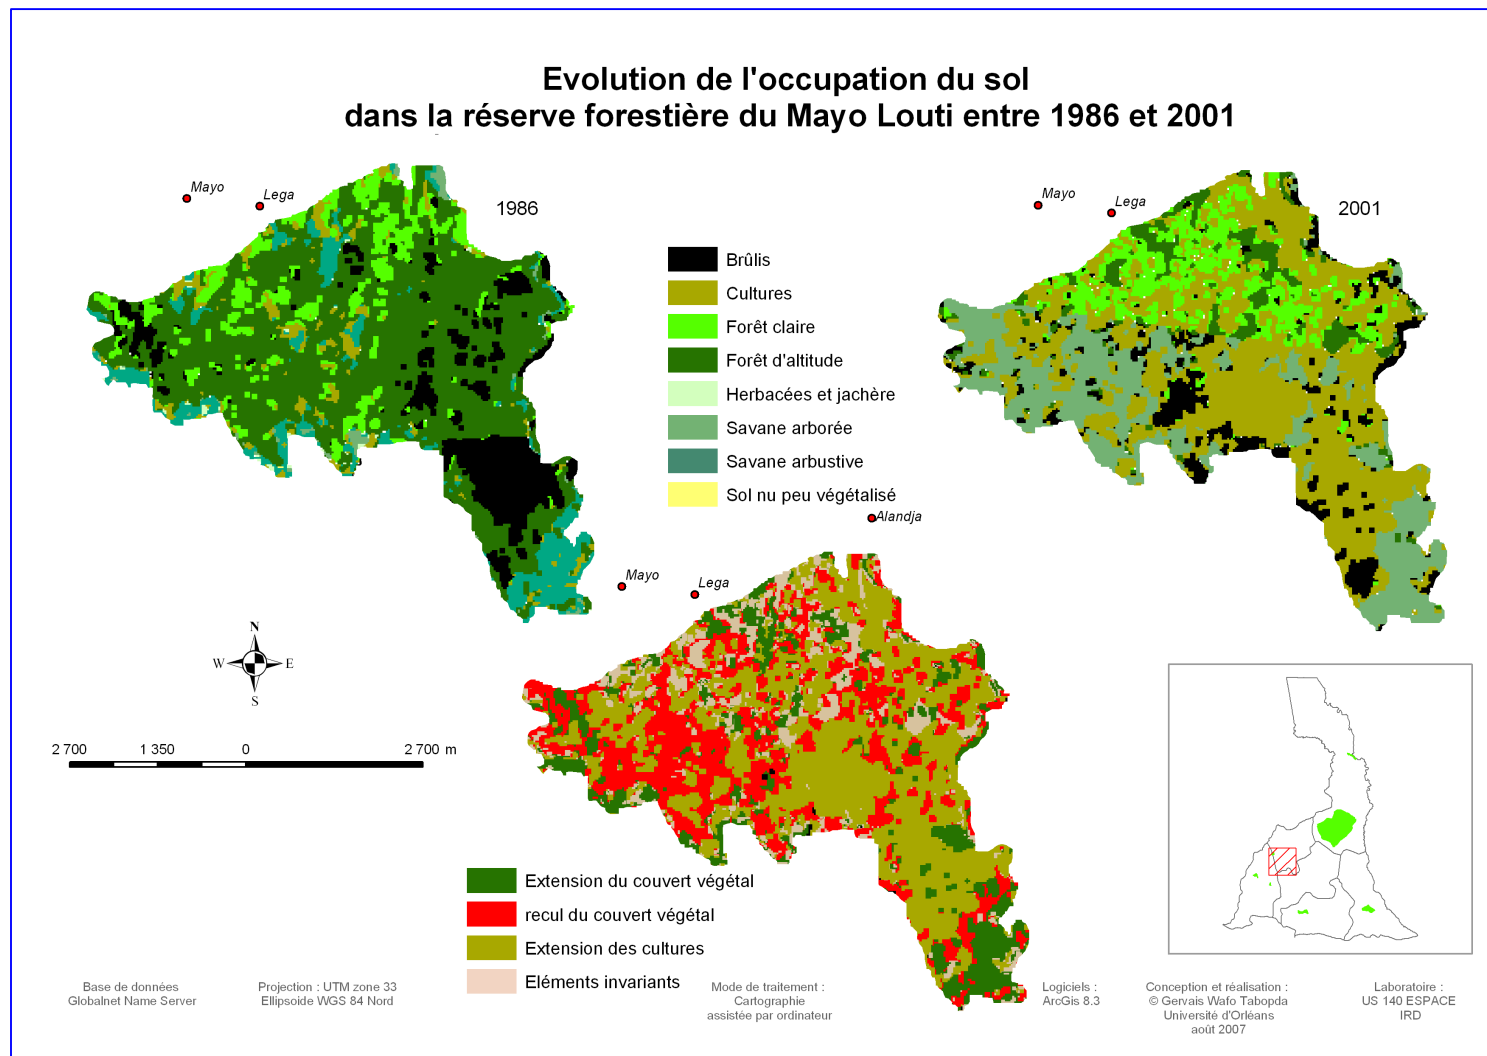 Evolution de l'occupation du sol
dans la réserve forestière du Mayo Louti entre 1986 et 2001
Mayo
Lega
1986
Mayo
Lega
2001
Brûlis
Cultures
Forêt claire
Forêt d'altitude
Herbacées et jachère
Savane arborée
Savane arbustive
Sol nu peu végétalisé
Alandja
Mayo
Lega
N
W
E
S
2 700
1 350
0
2 700 m
Extension du couvert végétal
recul du couvert végétal
Extension des cultures
Eléments invariants
Base de données
Globalnet Name Server
Projection : UTM zone 33
Ellipsoide WGS 84 Nord
Mode de traitement :
Cartographie
assistée par ordinateur
Logiciels :
ArcGis 8.3
Conception et réalisation :
© Gervais Wafo Tabopda
Université d'Orléans
août 2007
Laboratoire :
US 140 ESPACE
IRD